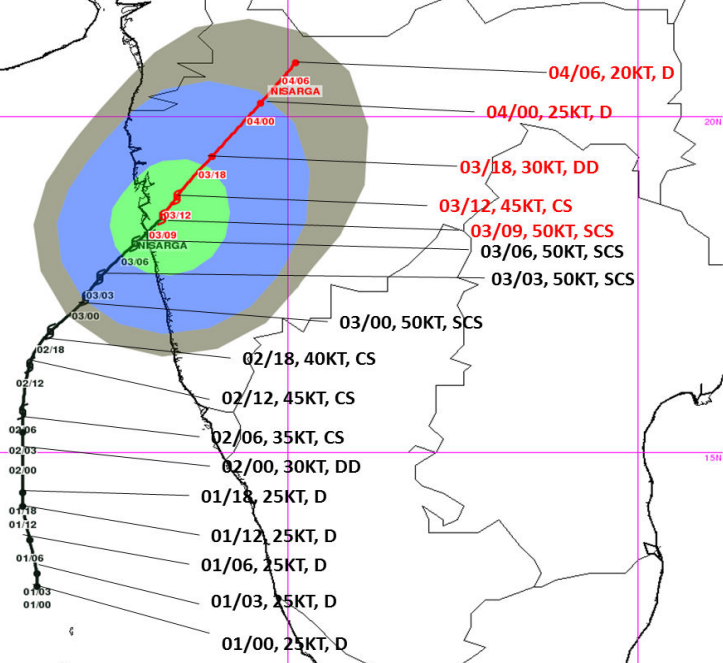 04/06, 20KT, D
04/06
NISARGA
04/00, 25KT, D
20N
04/00
03/18, 30KT, DD
03/18
03/12, 45KT, CS
03/12
03/09, 50KT, SCS
03/09
NISARGA
03/06, 50KT, SCS
03/06
03/03, 50KT, SCS
03/03
03/00
03/00, 50KT, SCS
02/18
02/18, 40KT, CS
02/12
02/12, 45KT, CS
02/06
02/06, 35KT, CS
02/03
15N
02/00
02/00, 30KT, DD
01/18, 25KT, D
01/18
01/12
01/12, 25KT, D
01/06
01/06, 25KT, D
01/03
01/03, 25KT, D
01/00
01/00, 25KT, D